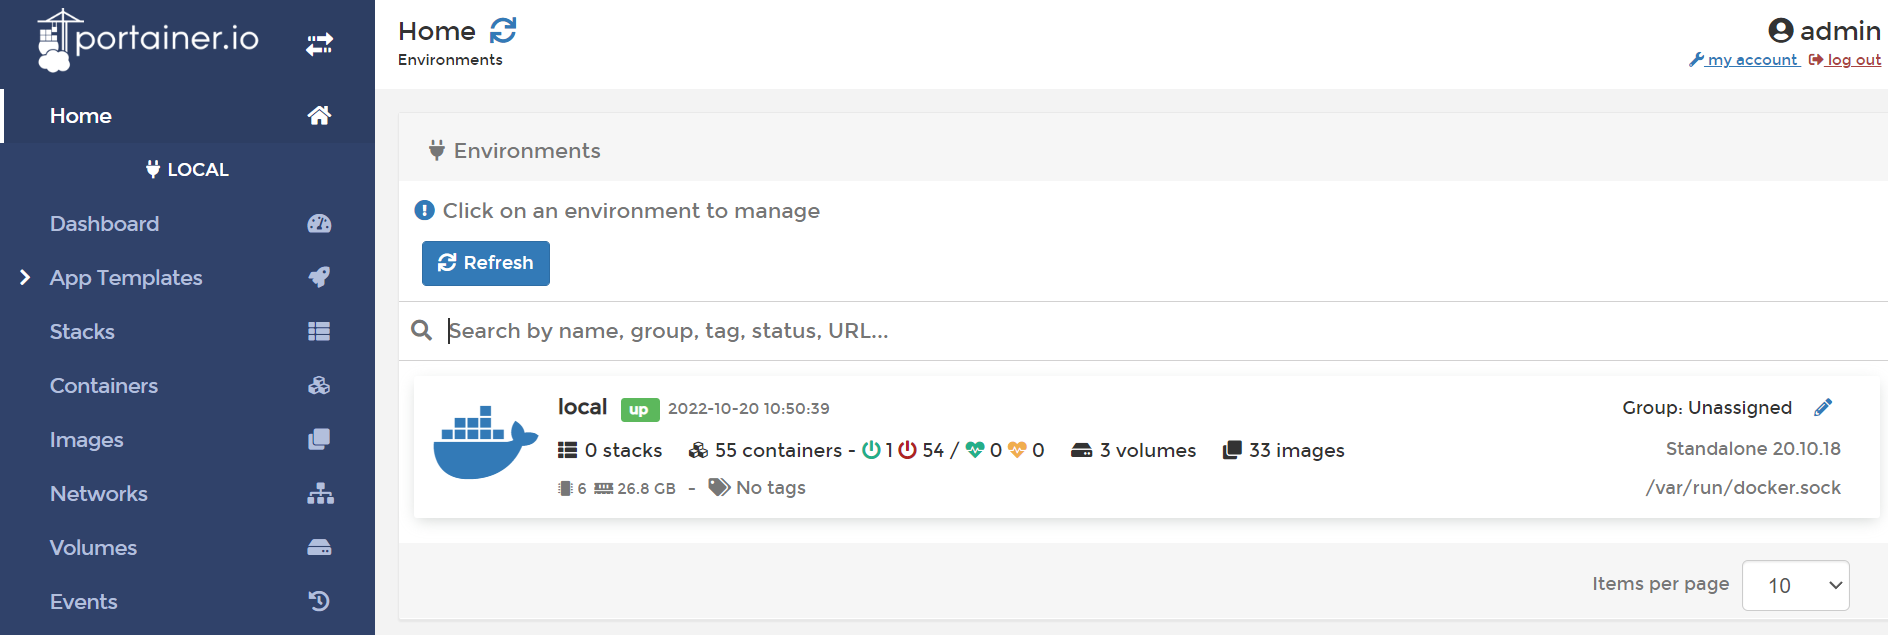 portainer.io
Home
LOCAL
Dashboard
App Templates
Stacks
Containers
Images
Networks
Volumes
Events
Home
Environments
admin
my account log out
Environments
Click on an environment to manage
Refresh
Search by name, group, tag, status, URL...
local up 2022-10-20 10:50:39
Group: Unassigned
0 stacks 55 containers - 1 54 / 0 0 3 volumes 33 images
Standalone 20.10.18
6 26.8 GB - No tags
/var/run/docker.sock
Items per page 10